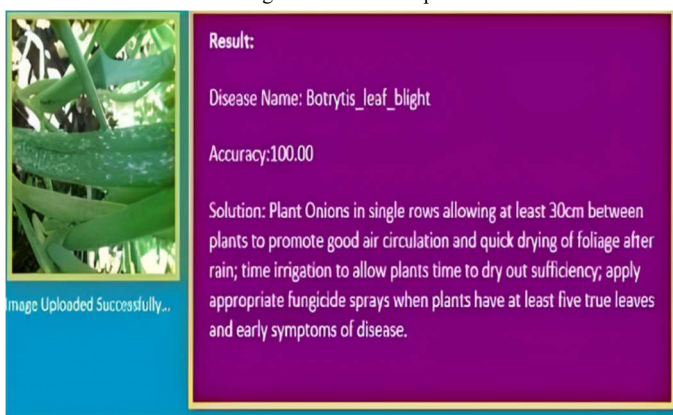 Result:
Disease Name: Botrytis_leaf_blight
Accuracy:100.00
Solution: Plant Onions in single rows allowing at least 30cm between
plants to promote good air circulation and quick drying of foliage after
rain; time irrigation to allow plants time to dry out sufficiency; apply
appropriate fungicide sprays when plants have at least five true leaves
and early symptoms of disease.
Image Uploaded Successfully...